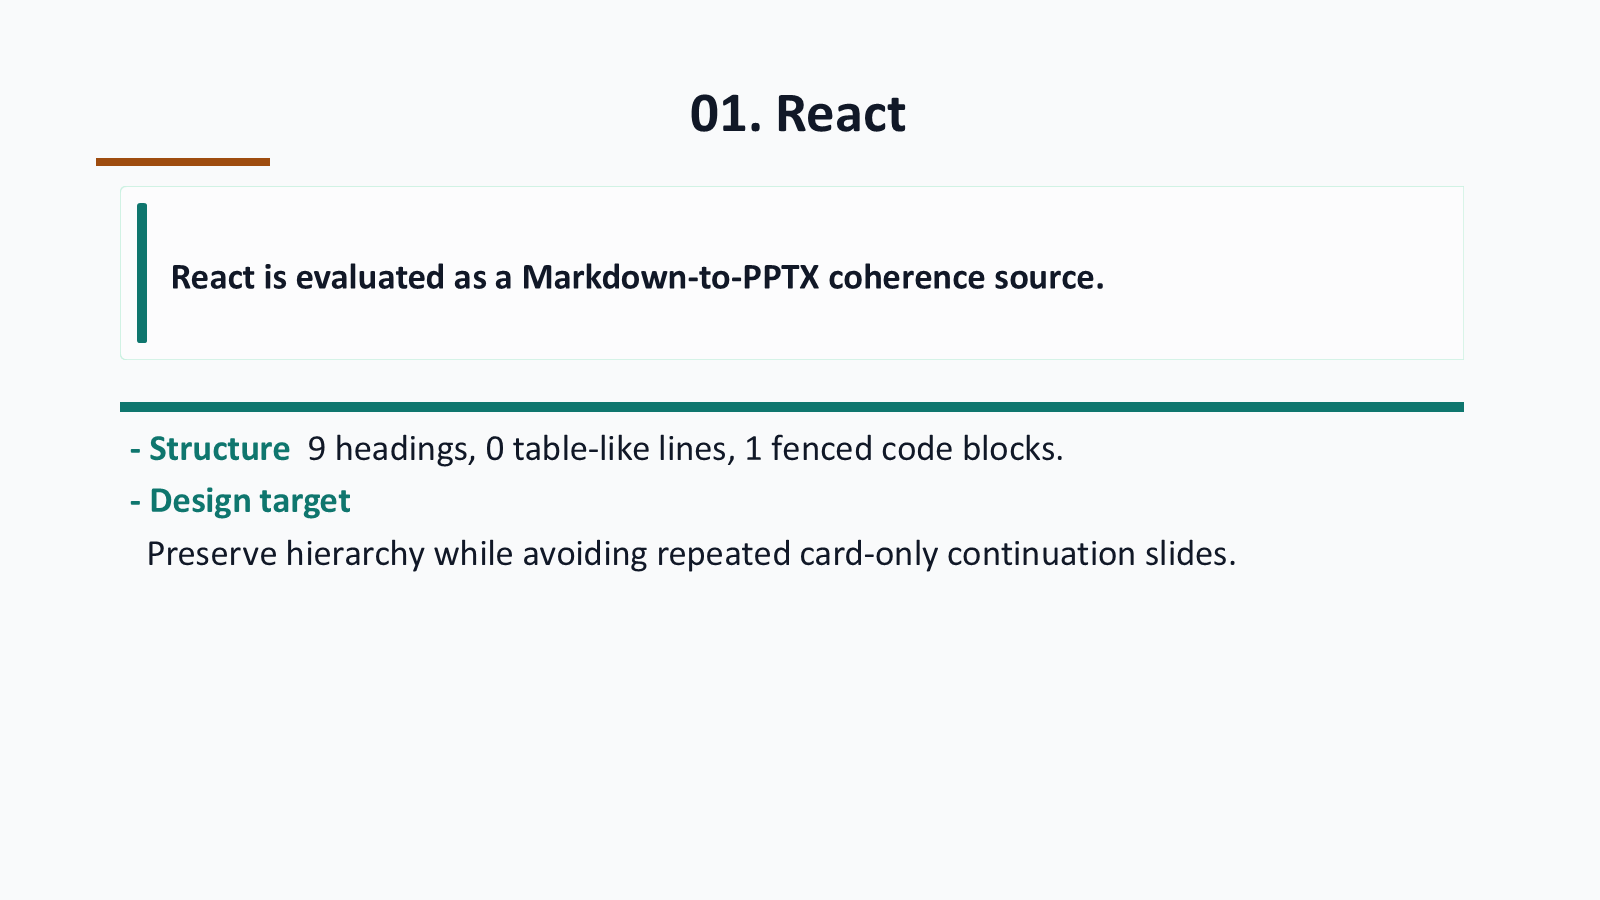 01. React
React is evaluated as a Markdown-to-PPTX coherence source.
- Structure 9 headings, 0 table-like lines, 1 fenced code blocks.
- Design target
Preserve hierarchy while avoiding repeated card-only continuation slides.